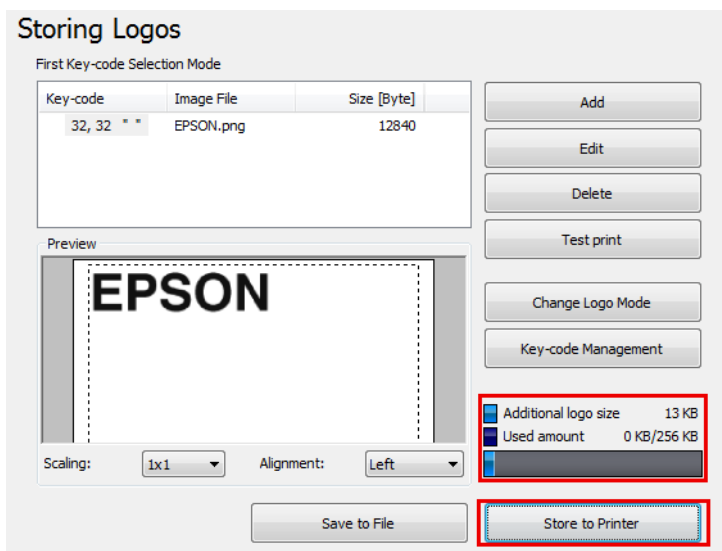 Storing Logos
First Key-code Selection Mode
Key-code Image File Size [Byte]
32, 32 " " EPSON.png 12840
Add
Edit
Delete
Test print
Preview
EPSON
Change Logo Mode
Key-code Management
Additional logo size 13 KB
Used amount 0 KB/256 KB
Scaling: 1x1 Alignment: Left
Save to File Store to Printer